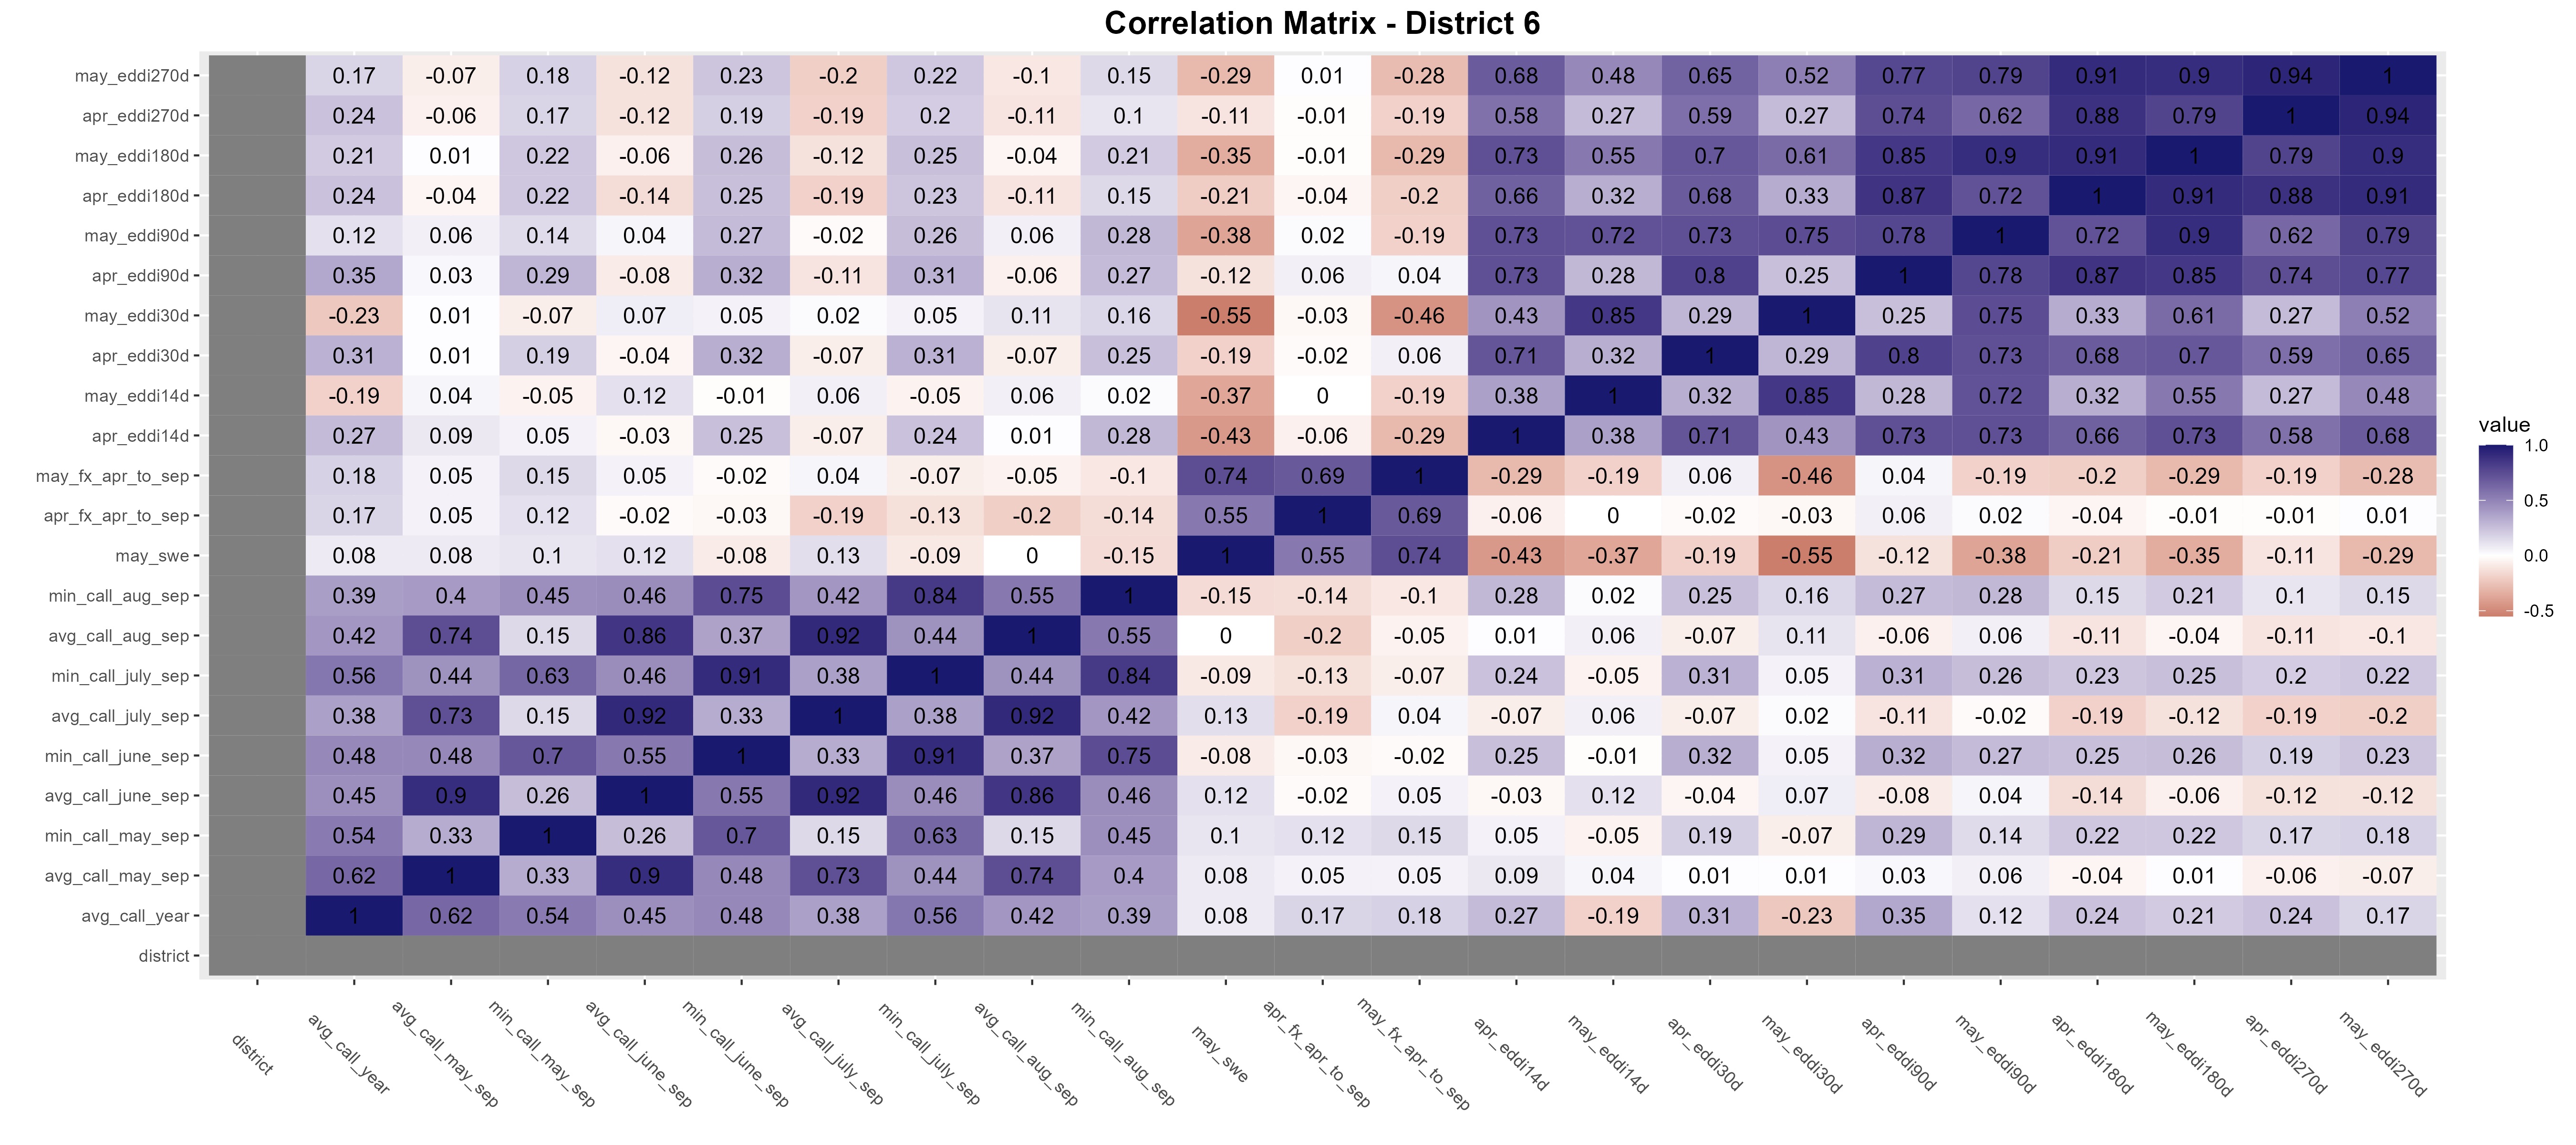 Correlation Matrix - District 6
may_eddi270d 0.17 -0.07 0.18 -0.12 0.23 -0.2 0.22 -0.1 0.15 -0.29 0.01 -0.28 0.68 0.48 0.65 0.52 0.77 0.79 0.91 0.9 0.94 1
apr_eddi270d 0.24 -0.06 0.17 -0.12 0.19 -0.19 0.2 -0.11 0.1 -0.11 -0.01 -0.19 0.58 0.27 0.59 0.27 0.74 0.62 0.88 0.79 1 0.94
may_eddi180d 0.21 0.01 0.22 -0.06 0.26 -0.12 0.25 -0.04 0.21 -0.35 -0.01 -0.29 0.73 0.55 0.7 0.61 0.85 0.9 0.91 1 0.79 0.9
apr_eddi180d 0.24 -0.04 0.22 -0.14 0.25 -0.19 0.23 -0.11 0.15 -0.21 -0.04 -0.2 0.66 0.32 0.68 0.33 0.87 0.72 1 0.91 0.88 0.91
may_eddi90d 0.12 0.06 0.14 0.04 0.27 -0.02 0.26 0.06 0.28 -0.38 0.02 -0.19 0.73 0.72 0.73 0.75 0.78 1 0.72 0.9 0.62 0.79
apr_eddi90d 0.35 0.03 0.29 -0.08 0.32 -0.11 0.31 -0.06 0.27 -0.12 0.06 0.04 0.73 0.28 0.8 0.25 1 0.78 0.87 0.85 0.74 0.77
may_eddi30d -0.23 0.01 -0.07 0.07 0.05 0.02 0.05 0.11 0.16 -0.55 -0.03 -0.46 0.43 0.85 0.29 1 0.25 0.75 0.33 0.61 0.27 0.52
apr_eddi30d 0.31 0.01 0.19 -0.04 0.32 -0.07 0.31 -0.07 0.25 -0.19 -0.02 0.06 0.71 0.32 1 0.29 0.8 0.73 0.68 0.7 0.59 0.65
may_eddi14d -0.19 0.04 -0.05 0.12 -0.01 0.06 -0.05 0.06 0.02 -0.37 0 -0.19 0.38 1 0.32 0.85 0.28 0.72 0.32 0.55 0.27 0.48
apr_eddi14d 0.27 0.09 0.05 -0.03 0.25 -0.07 0.24 0.01 0.28 -0.43 -0.06 -0.29 1 0.38 0.71 0.43 0.73 0.73 0.66 0.73 0.58 0.68
may_fx_apr_to_sep 0.18 0.05 0.15 0.05 -0.02 0.04 -0.07 -0.05 -0.1 0.74 0.69 1 -0.29 -0.19 0.06 -0.46 0.04 -0.19 -0.2 -0.29 -0.19 -0.28
apr_fx_apr_to_sep 0.17 0.05 0.12 -0.02 -0.03 -0.19 -0.13 -0.2 -0.14 0.55 1 0.69 -0.06 0 -0.02 -0.03 0.06 0.02 -0.04 -0.01 -0.01 0.01
may_swe 0.08 0.08 0.1 0.12 -0.08 0.13 -0.09 0 -0.15 1 0.55 0.74 -0.43 -0.37 -0.19 -0.55 -0.12 -0.38 -0.21 -0.35 -0.11 -0.29
min_call_aug_sep 0.39 0.4 0.45 0.46 0.75 0.42 0.84 0.55 1 -0.15 -0.14 -0.1 0.28 0.02 0.25 0.16 0.27 0.28 0.15 0.21 0.1 0.15
avg_call_aug_sep 0.42 0.74 0.15 0.86 0.37 0.92 0.44 1 0.55 0 -0.2 -0.05 0.01 0.06 -0.07 0.11 -0.06 0.06 -0.11 -0.04 -0.11 -0.1
min_call_july_sep 0.56 0.44 0.63 0.46 0.91 0.38 1 0.44 0.84 -0.09 -0.13 -0.07 0.24 -0.05 0.31 0.05 0.31 0.26 0.23 0.25 0.2 0.22
avg_call_july_sep 0.38 0.73 0.15 0.92 0.33 1 0.38 0.92 0.42 0.13 -0.19 0.04 -0.07 0.06 -0.07 0.02 -0.11 -0.02 -0.19 -0.12 -0.19 -0.2
min_call_june_sep 0.48 0.48 0.7 0.55 1 0.33 0.91 0.37 0.75 -0.08 -0.03 -0.02 0.25 -0.01 0.32 0.05 0.32 0.27 0.25 0.26 0.19 0.23
avg_call_june_sep 0.45 0.9 0.26 1 0.55 0.92 0.46 0.86 0.46 0.12 -0.02 0.05 -0.03 0.12 -0.04 0.07 -0.08 0.04 -0.14 -0.06 -0.12 -0.12
min_call_may_sep 0.54 0.33 1 0.26 0.7 0.15 0.63 0.15 0.45 0.1 0.12 0.15 0.05 -0.05 0.19 -0.07 0.29 0.14 0.22 0.22 0.17 0.18
avg_call_may_sep 0.62 1 0.33 0.9 0.48 0.73 0.44 0.74 0.4 0.08 0.05 0.05 0.09 0.04 0.01 0.01 0.03 0.06 -0.04 0.01 -0.06 -0.07
avg_call_year 1 0.62 0.54 0.45 0.48 0.38 0.56 0.42 0.39 0.08 0.17 0.18 0.27 -0.19 0.31 -0.23 0.35 0.12 0.24 0.21 0.24 0.17
district
district avg_call_year avg_call_may_sep min_call_may_sep avg_call_june_sep min_call_june_sep avg_call_july_sep min_call_july_sep avg_call_aug_sep min_call_aug_sep may_swe apr_fx_apr_to_sep may_fx_apr_to_sep apr_eddi14d may_eddi14d apr_eddi30d may_eddi30d apr_eddi90d may_eddi90d apr_eddi180d may_eddi180d apr_eddi270d may_eddi270d
value
1.0
0.5
0.0
-0.5